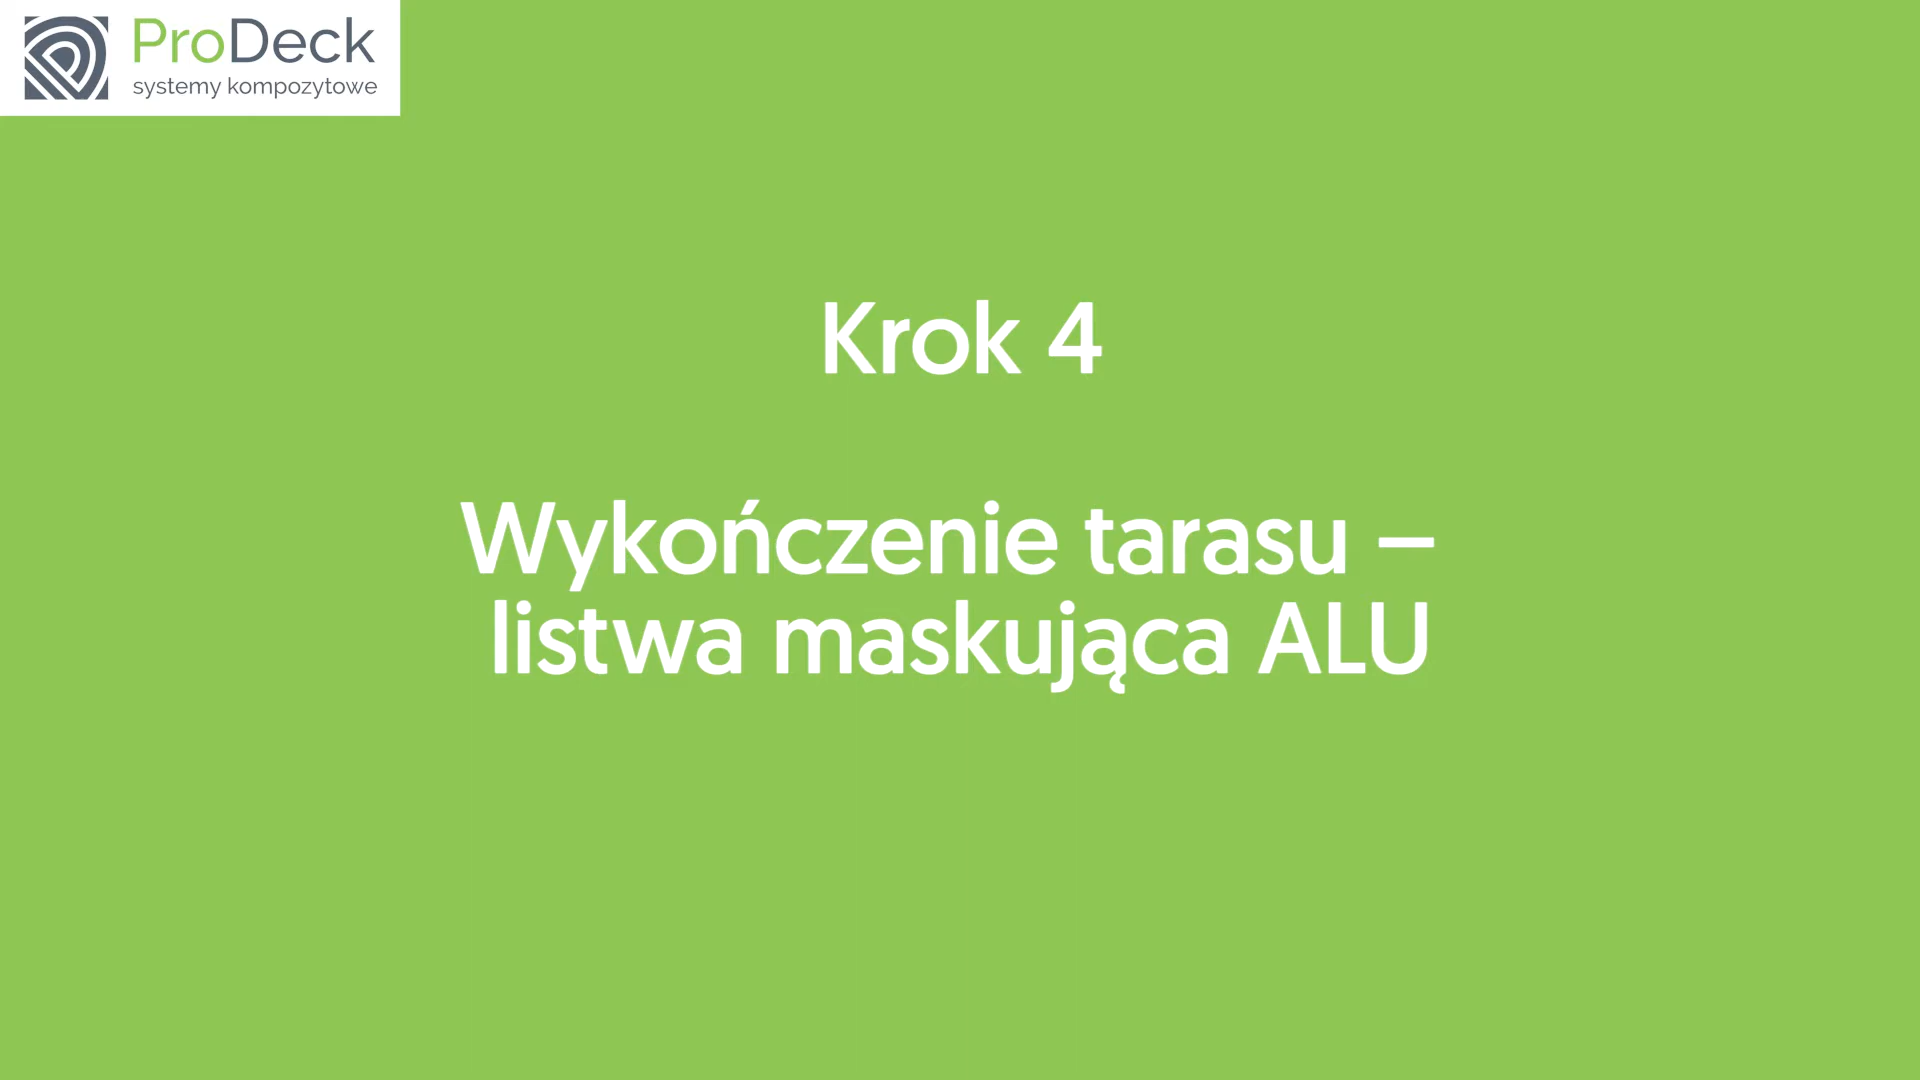 ProDeck
systemy kompozytowe
Krok 4
Wykończenie tarasu –
listwa maskująca ALU